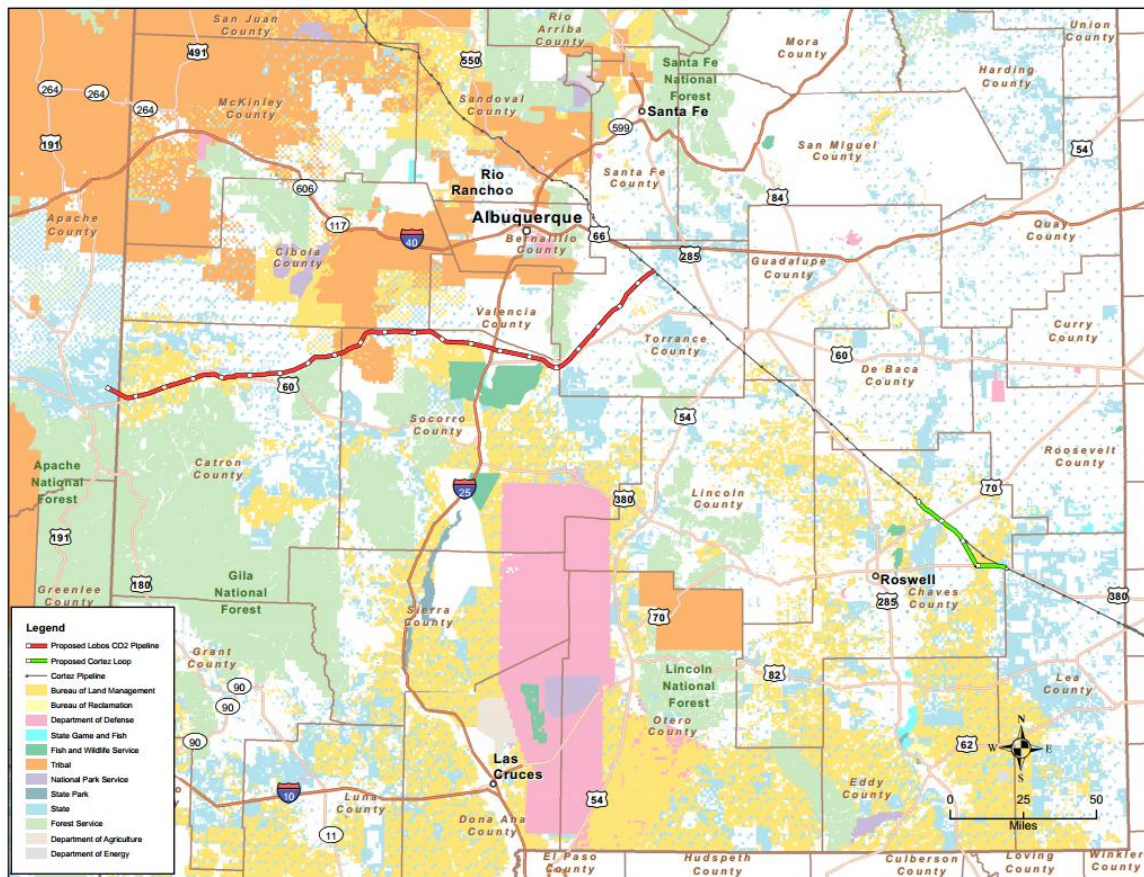 San Juan
County
Rio
Arriba
County
Union
County
Mora
County
Harding
County
491
550
Santa Fe
National
Forest
264
264
264
McKinley
County
Sandoval
County
Santa Fe
191
599
San Miguel
County
54
Rio
Rancho
Santa Fe
County
606
84
Apache
County
117
Albuquerque
40
Bernalillo
County
66
285
Quay
County
Cibola
County
Guadalupe
County
Valencia
County
Torrance
County
Curry
County
60
60
De Baca
County
54
Socorro
County
Catron
County
Apache
National
Forest
Roosevelt
County
70
25
380
Lincoln
County
191
Gila
National
Forest
180
Greenlee
County
Roswell
285
Chaves
County
380
Sierra
County
70
Legend
Proposed Lobos CO2 Pipeline
Proposed Cortez Loop
Cortez Pipeline
Bureau of Land Management
Bureau of Reclamation
Department of Defense
State Game and Fish
Fish and Wildlife Service
Tribal
National Park Service
State Park
State
Forest Service
Department of Agriculture
Department of Energy
Grant
County
90
90
90
Lincoln
National
Forest
82
Lea
County
Otero
County
N
W
E
S
62
Las
Cruces
10
Luna
County
11
Dona Ana
County
54
Eddy
County
0
25
50
Miles
El Paso
County
Hudspeth
County
Culberson
County
Loving
County
Winkler
County